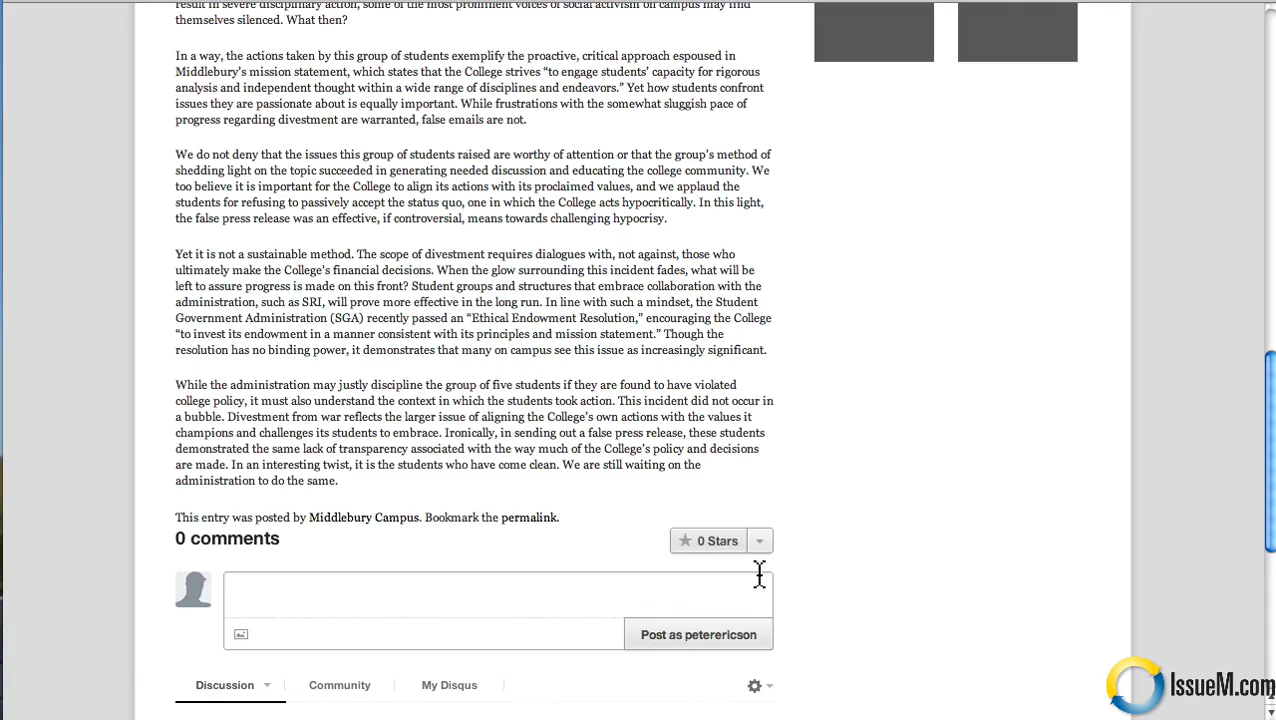 result in severe disciplinary action, some of the most prominent voices of social activism on campus may find
themselves silenced. What then?
In a way, the actions taken by this group of students exemplify the proactive, critical approach espoused in
Middlebury's mission statement, which states that the College strives “to engage students’ capacity for rigorous
analysis and independent thought within a wide range of disciplines and endeavors.” Yet how students confront
issues they are passionate about is equally important. While frustrations with the somewhat sluggish pace of
progress regarding divestment are warranted, false emails are not.
We do not deny that the issues this group of students raised are worthy of attention or that the group's method of
shedding light on the topic succeeded in generating needed discussion and educating the college community. We
too believe it is important for the College to align its actions with its proclaimed values, and we applaud the
students for refusing to passively accept the status quo, one in which the College acts hypocritically. In this light,
the false press release was an effective, if controversial, means towards challenging hypocrisy.
Yet it is not a sustainable method. The scope of divestment requires dialogues with, not against, those who
ultimately make the College's financial decisions. When the glow surrounding this incident fades, what will be
left to assure progress is made on this front? Student groups and structures that embrace collaboration with the
administration, such as SRI, will prove more effective in the long run. In line with such a mindset, the Student
Government Administration (SGA) recently passed an “Ethical Endowment Resolution,” encouraging the College
“to invest its endowment in a manner consistent with its principles and mission statement.” Though the
resolution has no binding power, it demonstrates that many on campus see this issue as increasingly significant.
While the administration may justly discipline the group of five students if they are found to have violated
college policy, it must also understand the context in which the students took action. This incident did not occur in
a bubble. Divestment from war reflects the larger issue of aligning the College's own actions with the values it
champions and challenges its students to embrace. Ironically, in sending out a false press release, these students
demonstrated the same lack of transparency associated with the way much of the College's policy and decisions
are made. In an interesting twist, it is the students who have come clean. We are still waiting on the
administration to do the same.
This entry was posted by Middlebury Campus. Bookmark the permalink.
0 comments
0 Stars
Post as peterericson
Discussion
Community
My Disqus
IssueM.com